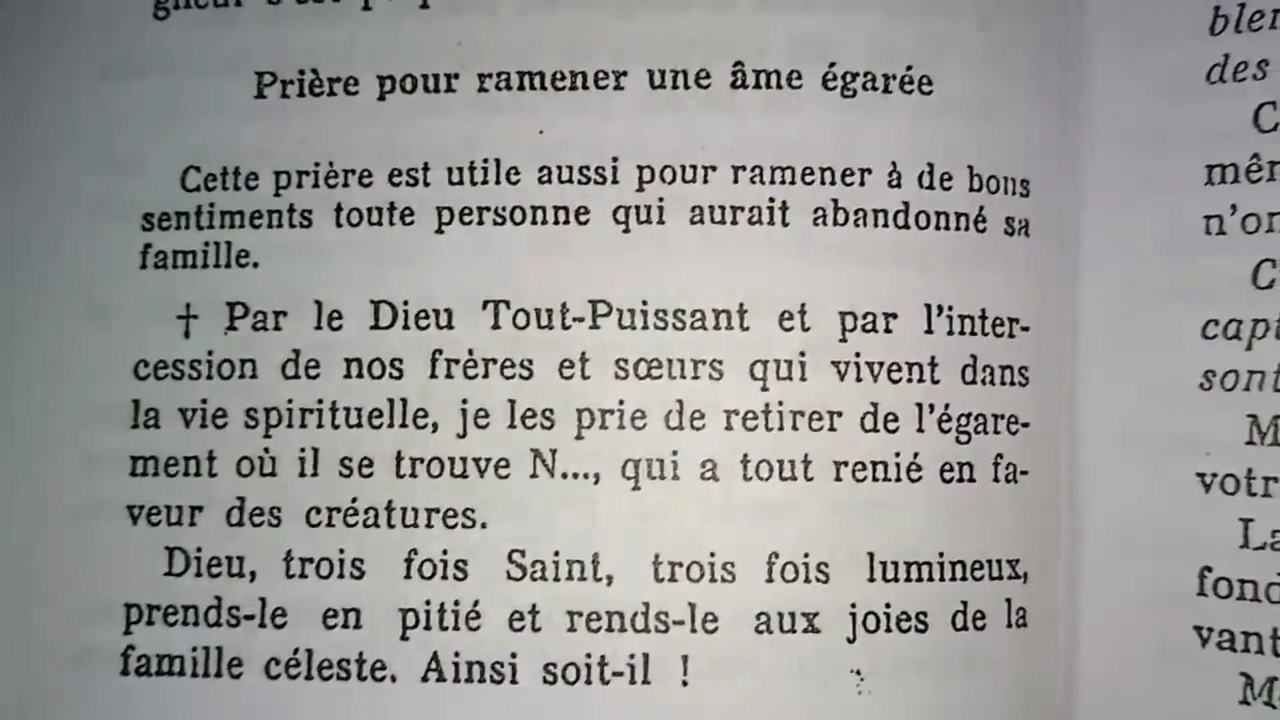 Prière pour ramener une âme égarée
Cette prière est utile aussi pour ramener à de bons
sentiments toute personne qui aurait abandonné sa
famille.
† Par le Dieu Tout-Puissant et par l'inter-
cession de nos frères et sœurs qui vivent dans
la vie spirituelle, je les prie de retirer de l'égare-
ment où il se trouve N..., qui a tout renié en fa-
veur des créatures.
Dieu, trois fois Saint, trois fois lumineux,
prends-le en pitié et rends-le aux joies de la
famille céleste. Ainsi soit-il !
des